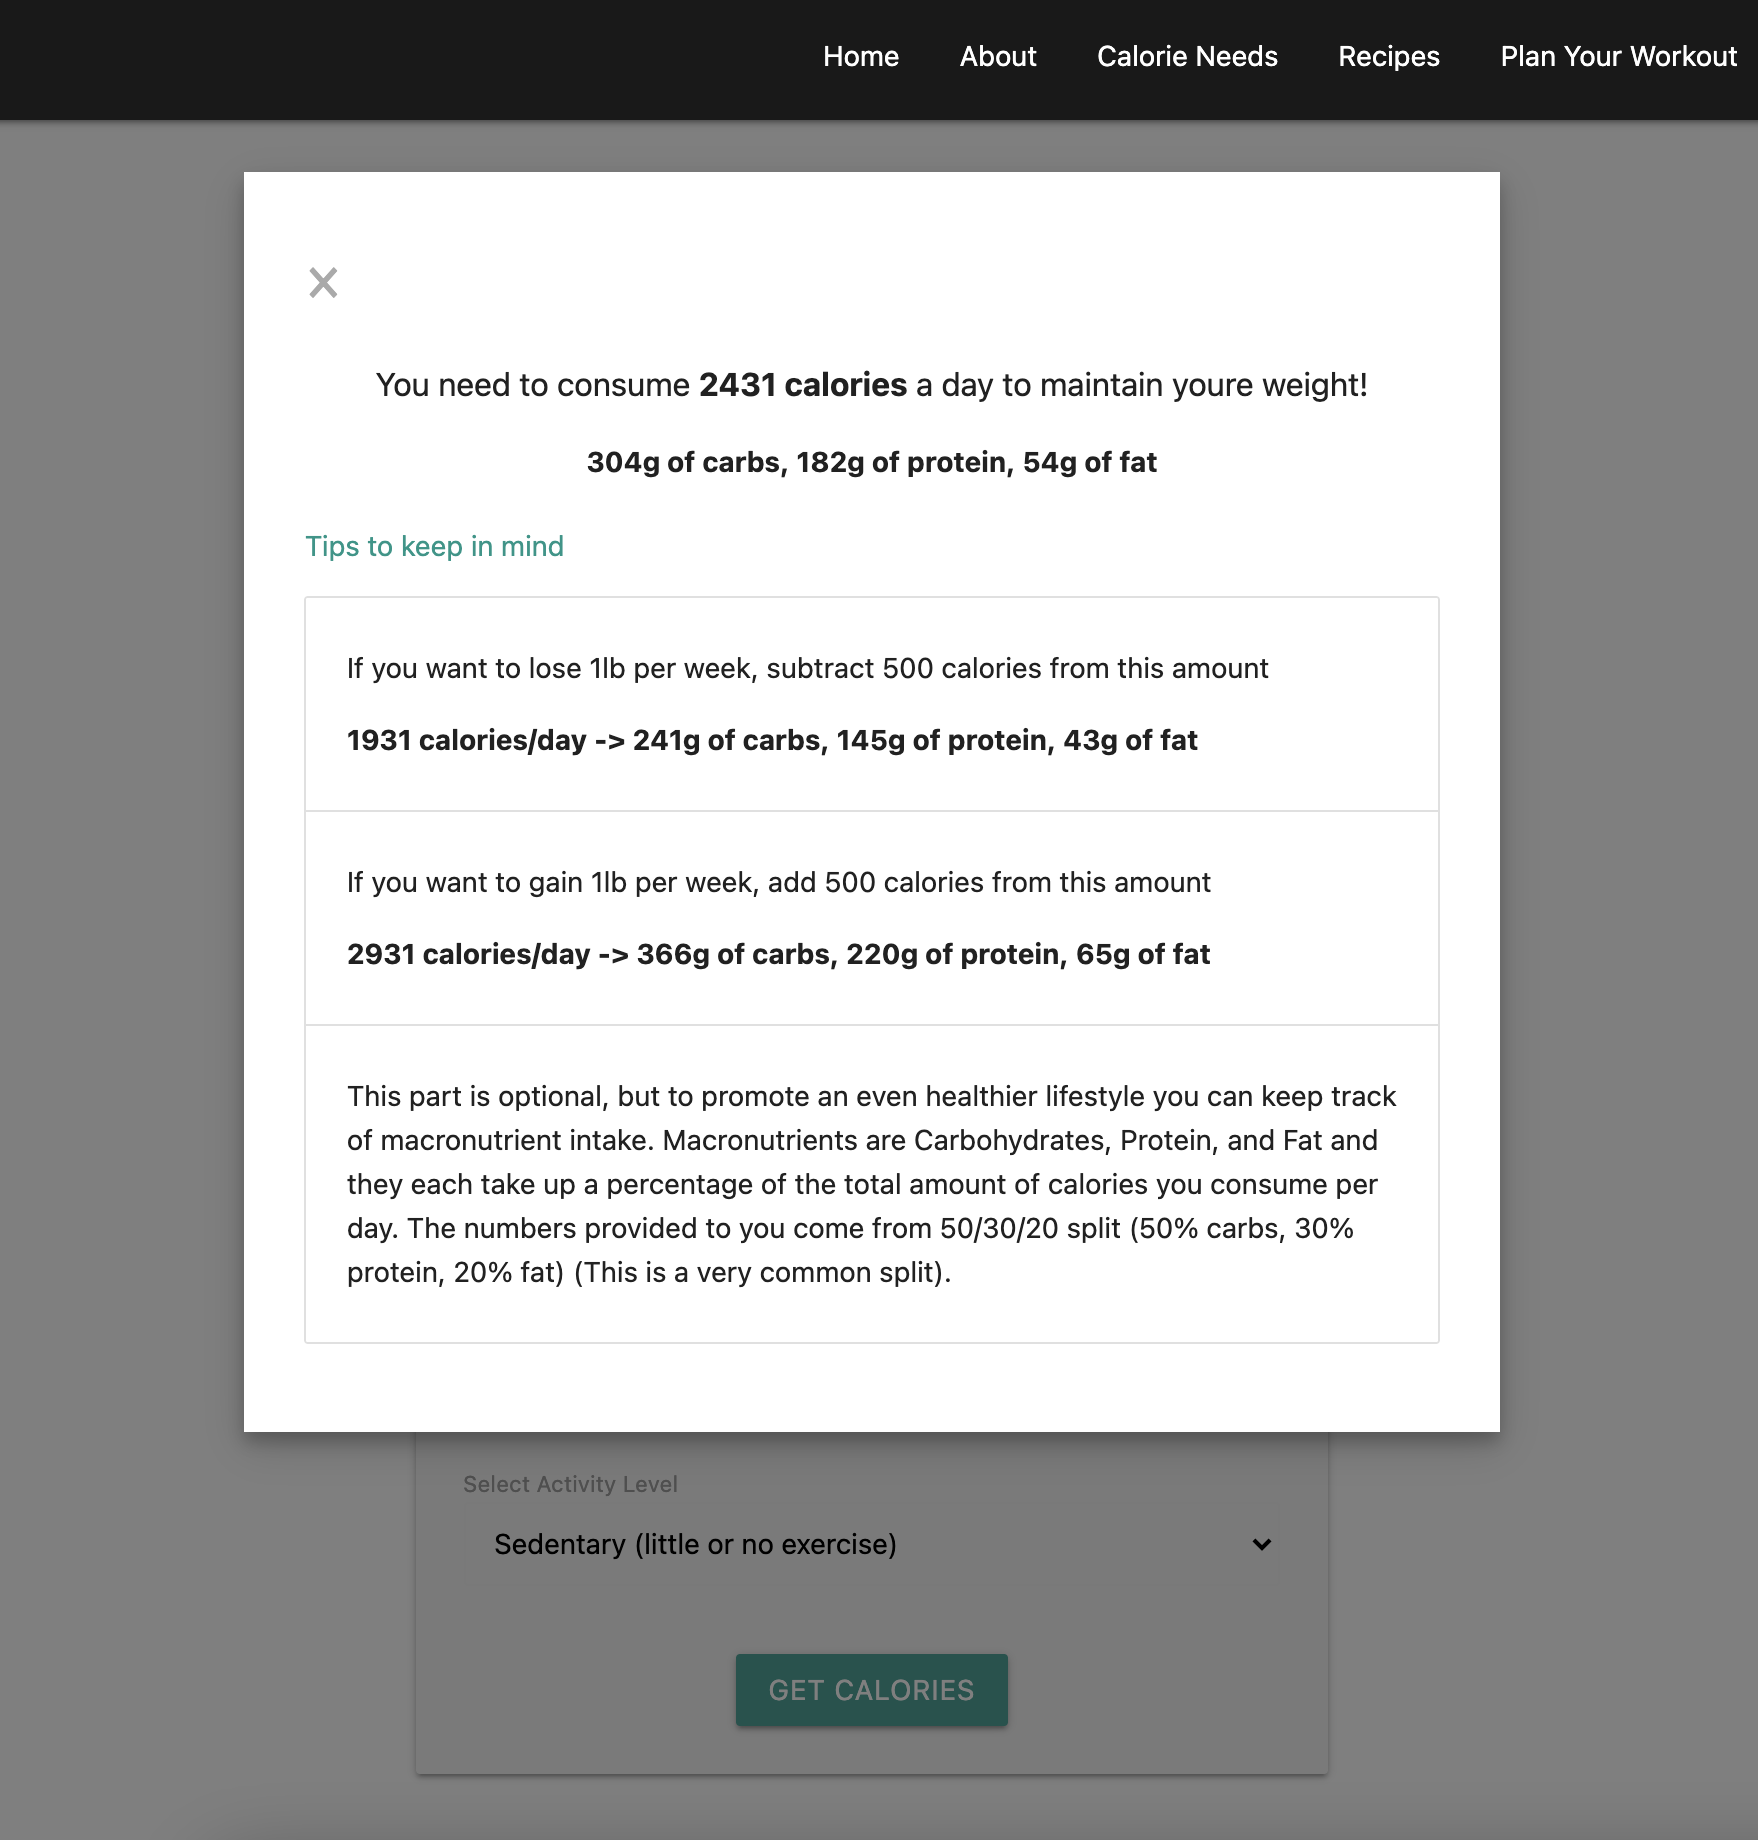 Home About Calorie Needs Recipes Plan Your Workout
You need to consume 2431 calories a day to maintain youre weight!
304g of carbs, 182g of protein, 54g of fat
Tips to keep in mind
If you want to lose 1lb per week, subtract 500 calories from this amount
1931 calories/day -> 241g of carbs, 145g of protein, 43g of fat
If you want to gain 1lb per week, add 500 calories from this amount
2931 calories/day -> 366g of carbs, 220g of protein, 65g of fat
This part is optional, but to promote an even healthier lifestyle you can keep track
of macronutrient intake. Macronutrients are Carbohydrates, Protein, and Fat and
they each take up a percentage of the total amount of calories you consume per
day. The numbers provided to you come from 50/30/20 split (50% carbs, 30%
protein, 20% fat) (This is a very common split).
Select Activity Level
Sedentary (little or no exercise)
GET CALORIES